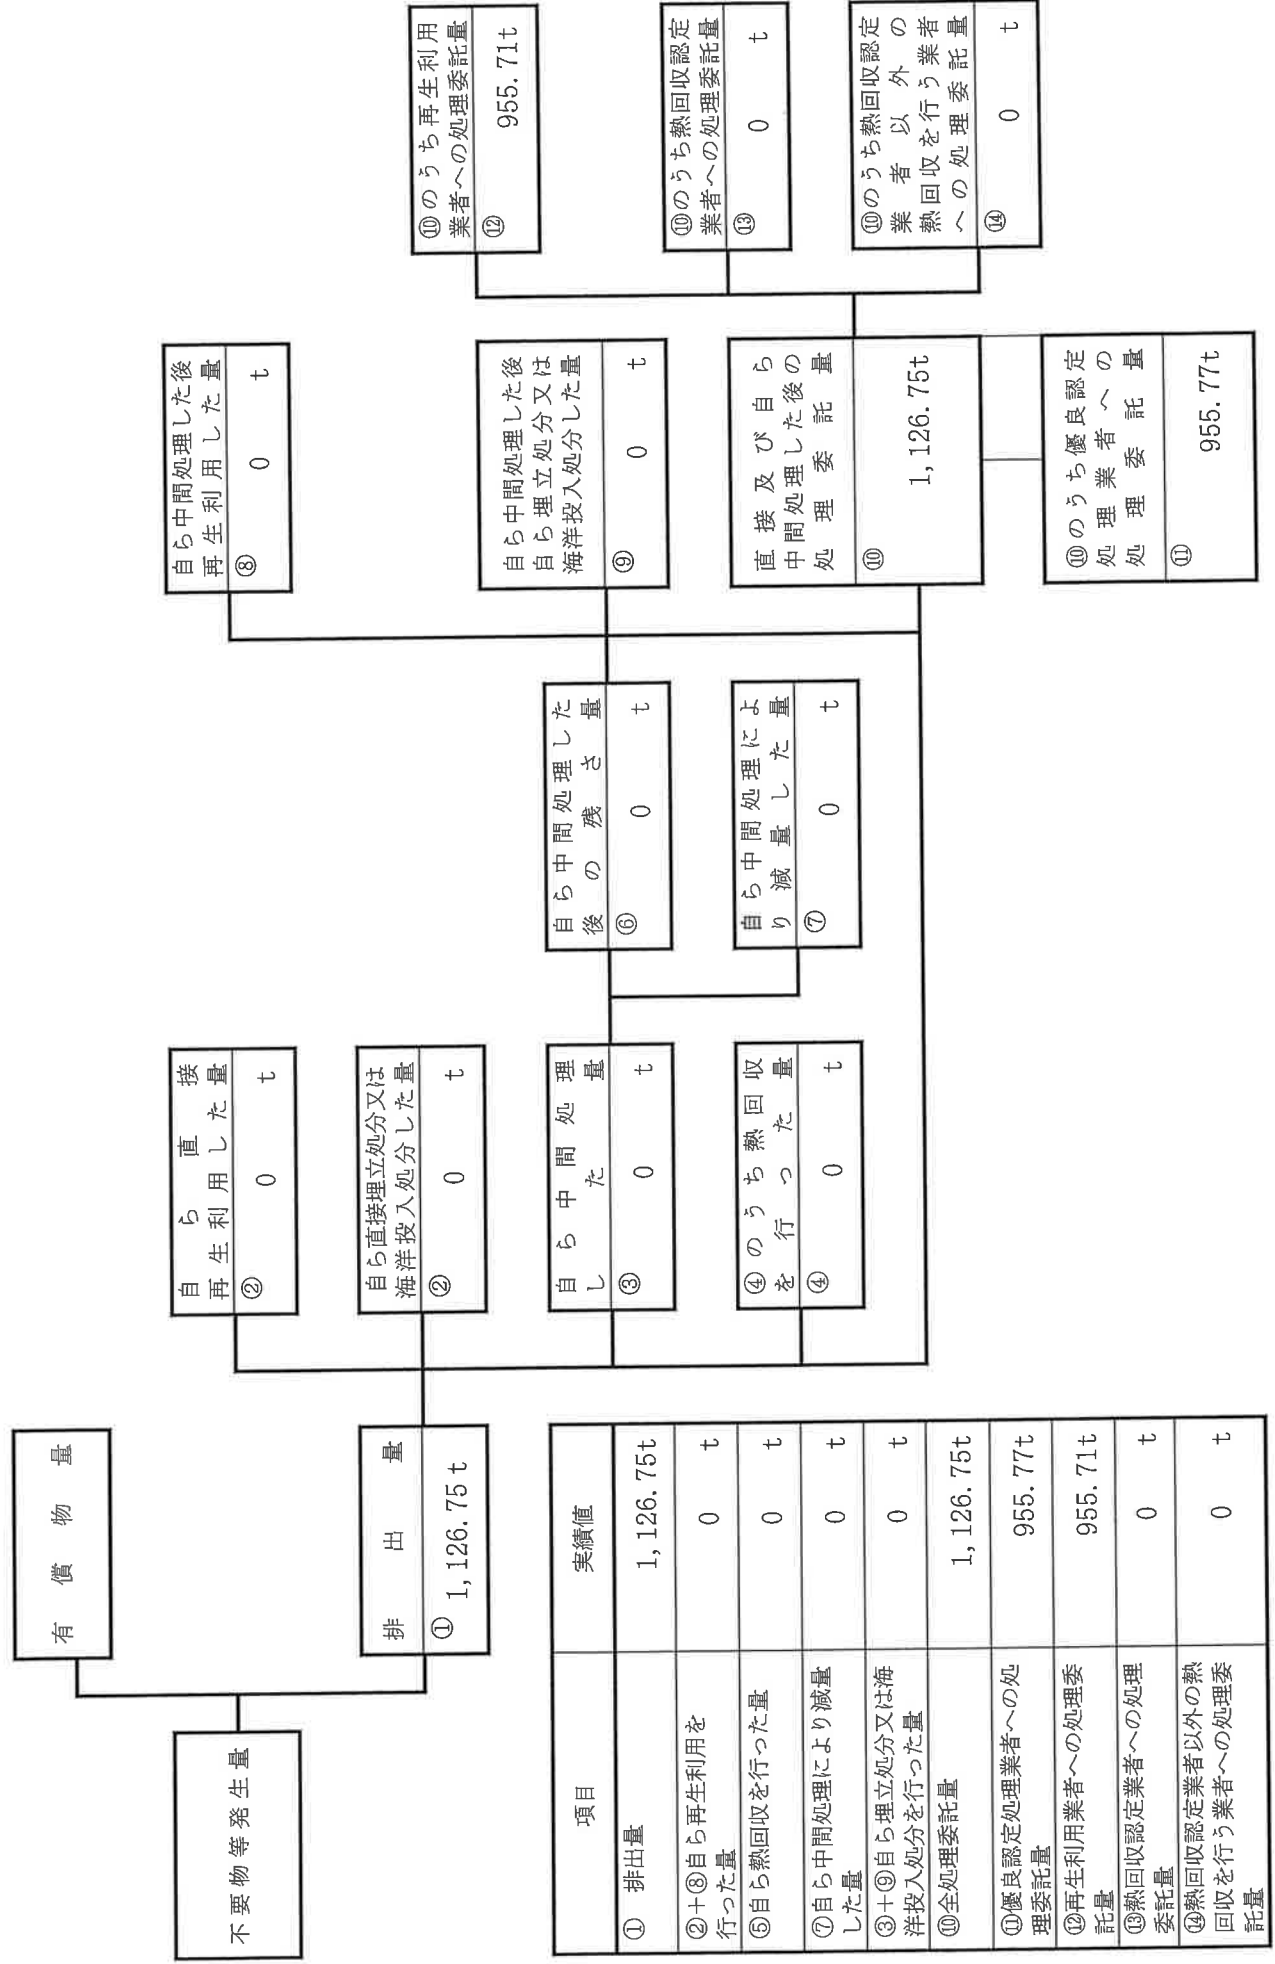 不要物等発生量
有償物量
排出量
① 1,126.75t
自ら直接
再生利用した量
② 0 t
自ら直接埋立処分又は
海洋投入処分した量
② 0 t
自ら中間処理
した量
③ 0 t
④のうち熱回収
を行った量
④ 0 t
自ら中間処理した
後の残さ量
⑥ 0 t
自ら中間処理によ
り減量した量
⑦ 0 t
自ら中間処理した後
再生利用した量
⑧ 0 t
自ら中間処理した後
自ら埋立処分又は
海洋投入処分した量
⑨ 0 t
直接及び自ら
中間処理した後の
処理委託量
⑩ 1,126.75t
⑩のうち優良認定
処理業者への
処理委託量
⑪ 955.77t
⑩のうち再生利用
業者への処理委託量
⑫ 955.71t
⑩のうち熱回収認定
業者への処理委託量
⑬ 0 t
⑩のうち熱回収認定
業者以外の
熱回収を行う業者
への処理委託量
⑭ 0 t
項目 実績値
① 排出量 1,126.75t
②+⑧自ら再生利用を
行った量 0 t
⑤自ら熱回収を行った量 0 t
⑦自ら中間処理により減量
した量 0 t
③+⑨自ら埋立処分又は海
洋投入処分を行った量 0 t
⑩全処理委託量 1,126.75t
⑪優良認定処理業者への処
理委託量 955.77t
⑫再生利用業者への処理委
託量 955.71t
⑬熱回収認定業者への処理
委託量 0 t
⑭熱回収認定業者以外の熱
回収を行う業者への処理委
託量 0 t